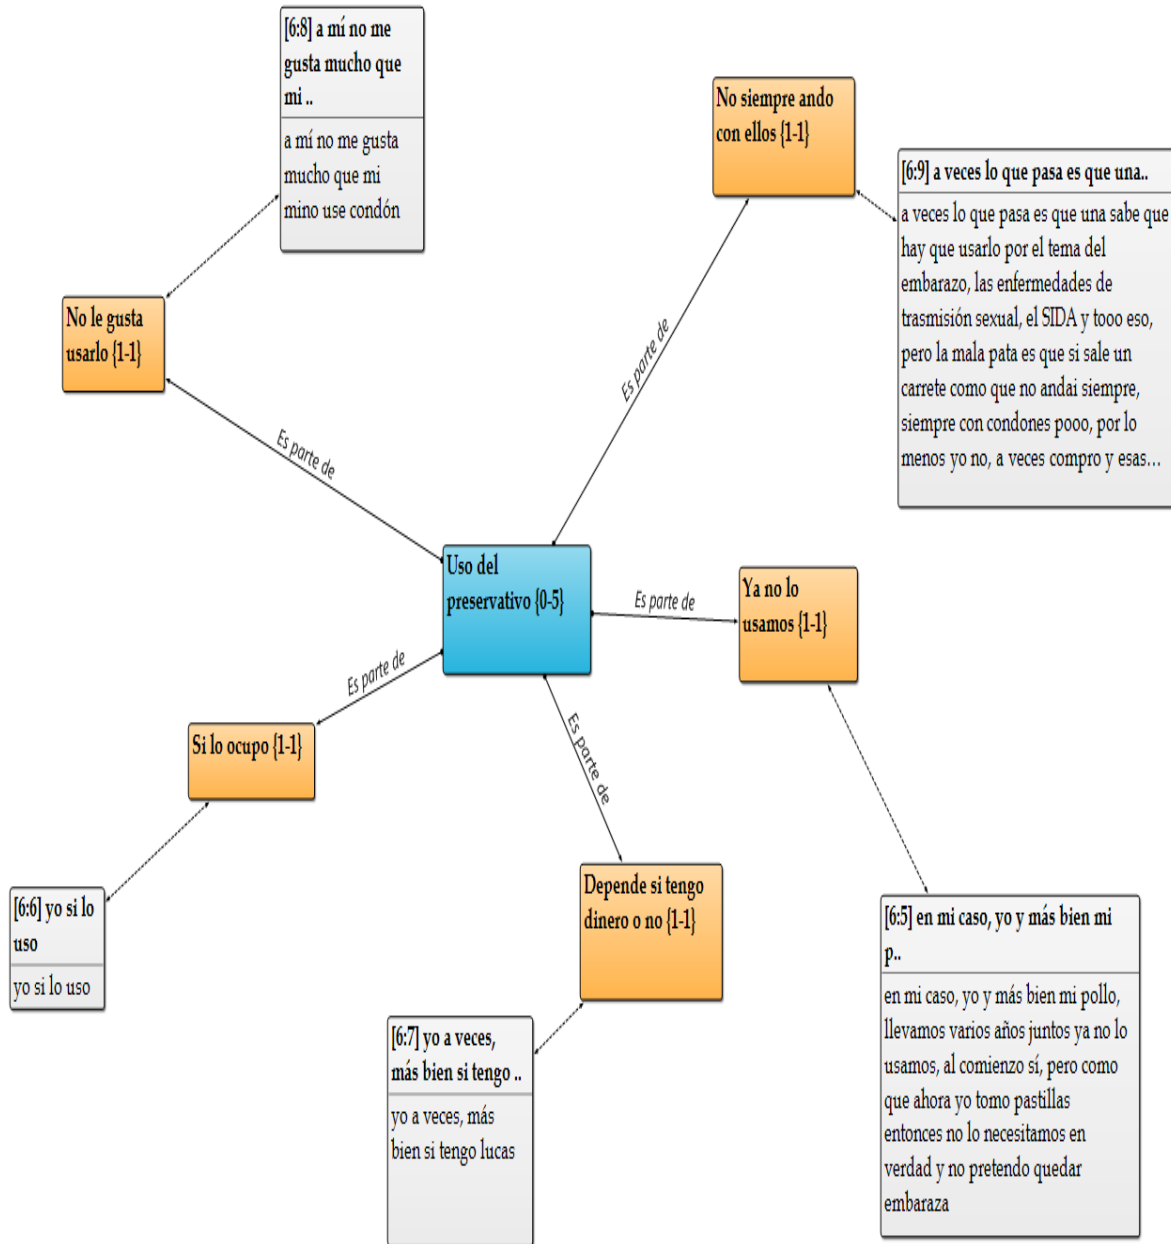 [6:8] a mí no me
gusta mucho que
mi ..
a mí no me gusta
mucho que mi
mino use condón
No siempre ando
con ellos {1-1}
[6:9] a veces lo que pasa es que una..
a veces lo que pasa es que una sabe que
hay que usarlo por el tema del
embarazo, las enfermedades de
trasmisión sexual, el SIDA y tooo eso,
pero la mala pata es que si sale un
carrete como que no andai siempre,
siempre con condones pooo, por lo
menos yo no, a veces compro y esas...
No le gusta
usarlo {1-1}
Es parte de
Es parte de
Uso del
preservativo {0-5}
Es parte de
Ya no lo
usamos {1-1}
Es parte de
Es parte de
Si lo ocupo {1-1}
Depende si tengo
dinero o no {1-1}
[6:6] yo si lo
uso
yo si lo uso
[6:7] yo a veces,
más bien si tengo ..
yo a veces, más
bien si tengo lucas
[6:5] en mi caso, yo y más bien mi
p..
en mi caso, yo y más bien mi pollo,
llevamos varios años juntos ya no lo
usamos, al comienzo sí, pero como
que ahora yo tomo pastillas
entonces no lo necesitamos en
verdad y no pretendo quedar
embaraza